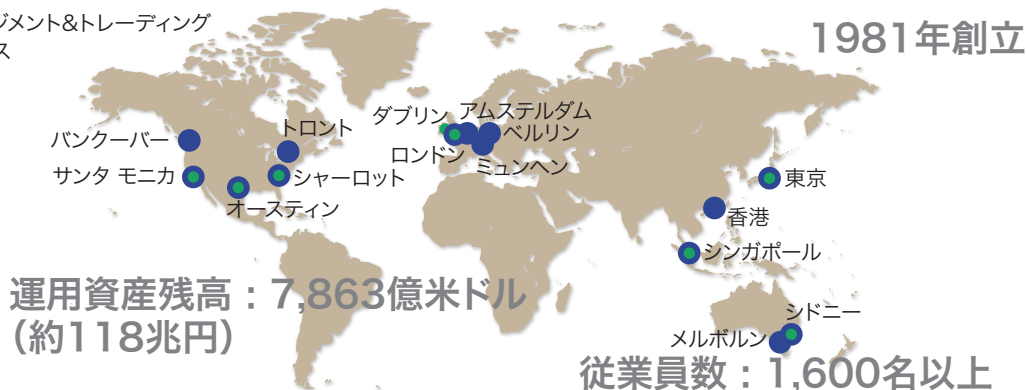 ジメント&トレーディング
ス
1981年創立
ダブリン
アムステルダム
バンクーバー
トロント
ベルリン
ロンドン
ミュンヘン
サンタ モニカ
シャーロット
東京
オースティン
香港
シンガポール
運用資産残高：7,863億米ドル
（約118兆円）
シドニー
メルボルン
従業員数：1,600名以上